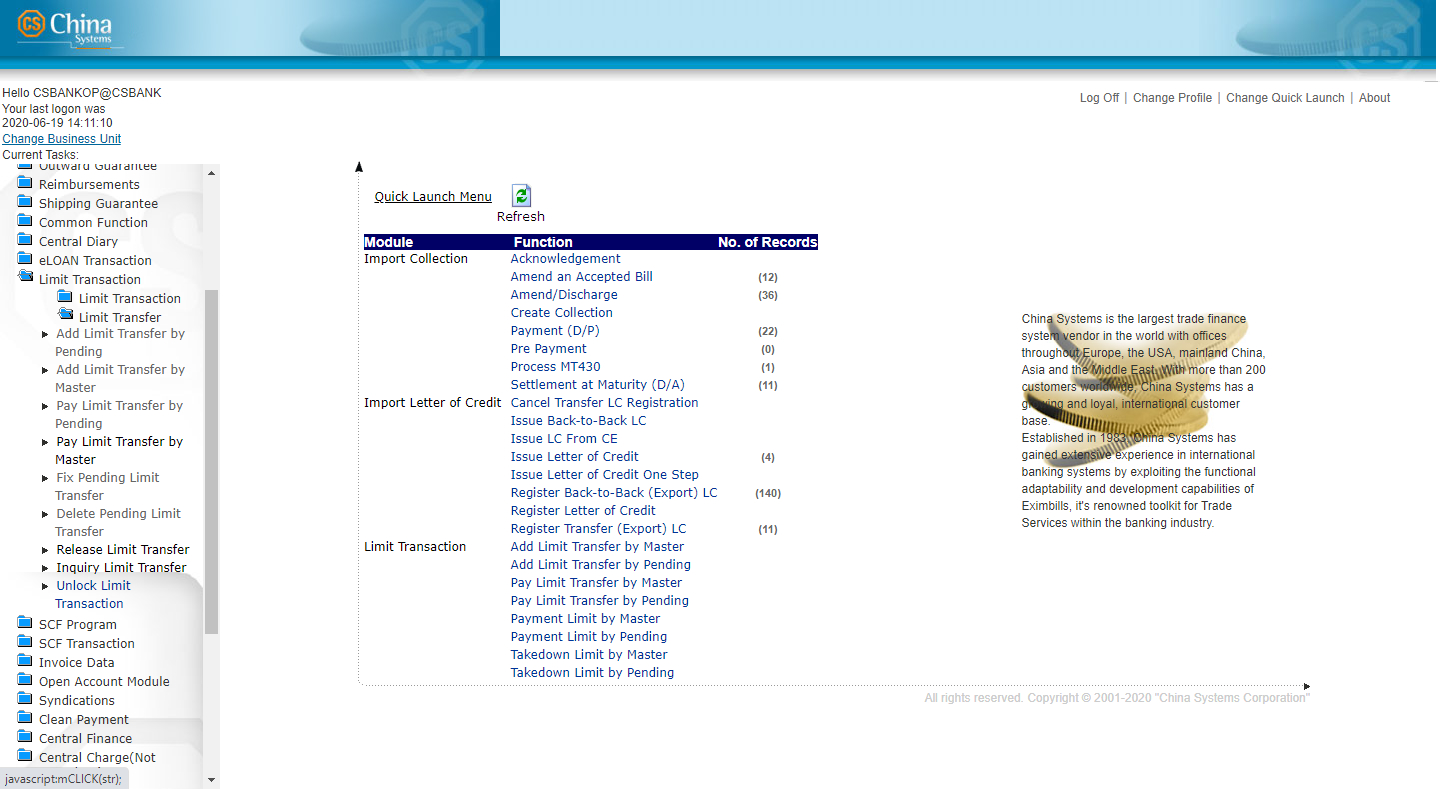 CS China
Systems
Hello CSBANKOP@CSBANK
Your last logon was
2020-06-19 14:11:10
Change Business Unit
Current Tasks:
Log Off | Change Profile | Change Quick Launch | About
Outward Guarantee
Reimbursements
Shipping Guarantee
Common Function
Central Diary
eLOAN Transaction
Limit Transaction
Limit Transaction
Limit Transfer
Add Limit Transfer by
Pending
Add Limit Transfer by
Master
Pay Limit Transfer by
Pending
Pay Limit Transfer by
Master
Fix Pending Limit
Transfer
Delete Pending Limit
Transfer
Release Limit Transfer
Inquiry Limit Transfer
Unlock Limit
Transaction
SCF Program
SCF Transaction
Invoice Data
Open Account Module
Syndications
Clean Payment
Central Finance
Central Charge(Not
javascript:mCLICK(str);
Quick Launch Menu
Refresh
Module Function No. of Records
Import Collection Acknowledgement
Amend an Accepted Bill (12)
Amend/Discharge (36)
Create Collection
Payment (D/P) (22)
Pre Payment (0)
Process MT430 (1)
Settlement at Maturity (D/A) (11)
Import Letter of Credit Cancel Transfer LC Registration
Issue Back-to-Back LC
Issue LC From CE
Issue Letter of Credit (4)
Issue Letter of Credit One Step
Register Back-to-Back (Export) LC (140)
Register Letter of Credit
Register Transfer (Export) LC (11)
Limit Transaction Add Limit Transfer by Master
Add Limit Transfer by Pending
Pay Limit Transfer by Master
Pay Limit Transfer by Pending
Payment Limit by Master
Payment Limit by Pending
Takedown Limit by Master
Takedown Limit by Pending
China Systems is the largest trade finance
system vendor in the world with offices
throughout Europe, the USA, mainland China,
Asia and the Middle East. With more than 200
customers worldwide, China Systems has a
growing and loyal, international customer
base.
Established in 1983, China Systems has
gained extensive experience in international
banking systems by exploiting the functional
adaptability and development capabilities of
Eximbills, it's renowned toolkit for Trade
Services within the banking industry.
All rights reserved. Copyright © 2001-2020 "China Systems Corporation"